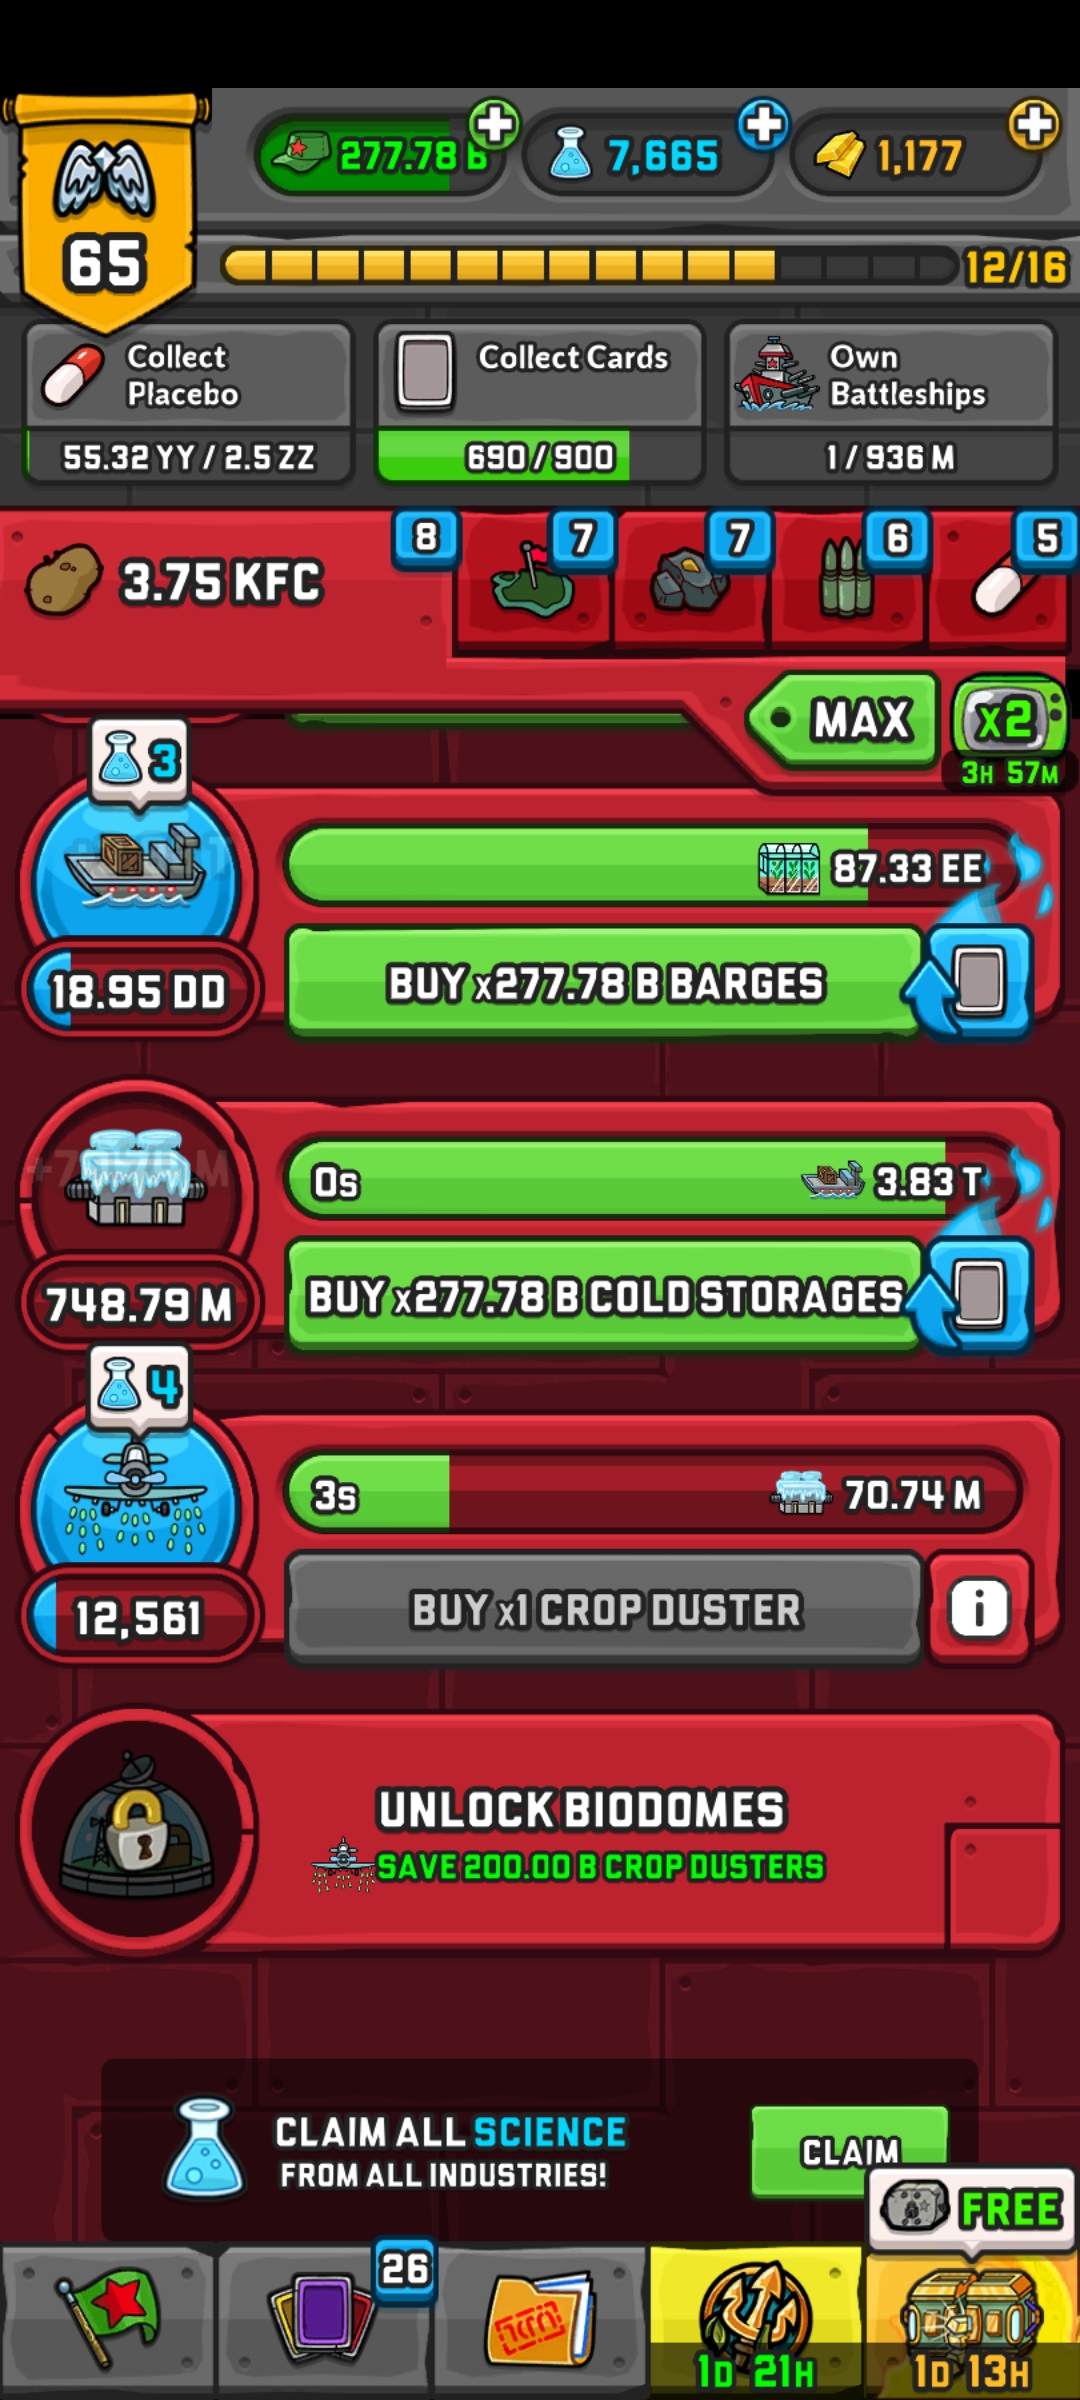 277.78 B
7,665
1,177
65
12/16
Collect
Placebo
55.32 YY / 2.5 ZZ
Collect Cards
690/900
Own
Battleships
1 / 936 M
3.75 KFC
8
7
7
6
5
MAX
x2
3H 57M
3
87.33 EE
18.95 DD
BUY x277.78 B BARGES
0s
3.83 T
748.79 M
BUY x277.78 B COLD STORAGES
4
3s
70.74 M
12,561
BUY x1 CROP DUSTER
i
UNLOCK BIODOMES
SAVE 200.00 B CROP DUSTERS
CLAIM ALL SCIENCE
FROM ALL INDUSTRIES!
CLAIM
FREE
26
1D 21H
1D 13H